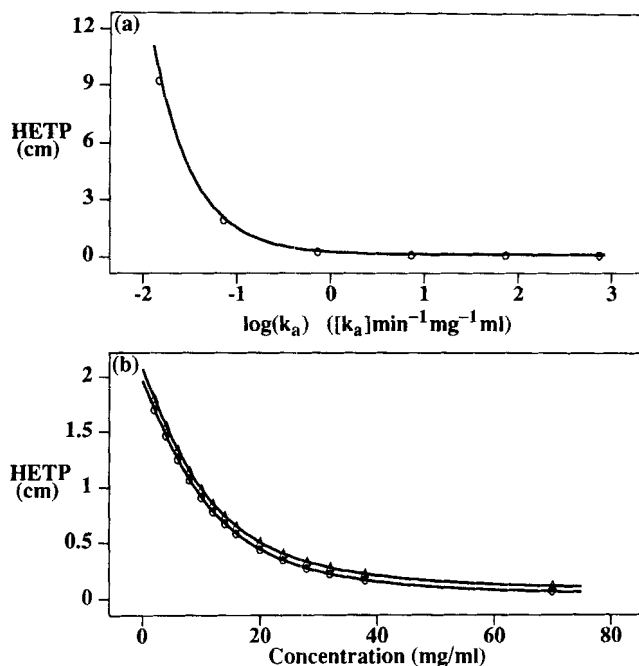 (a)
12
9
HETP
(cm)
6
3
0
-2 -1 0 1 2 3
log(kₐ) ([kₐ]min⁻¹mg⁻¹ml)
(b)
2
1.5
HETP
(cm)
1
0.5
0
0 20 40 60 80
Concentration (mg/ml)